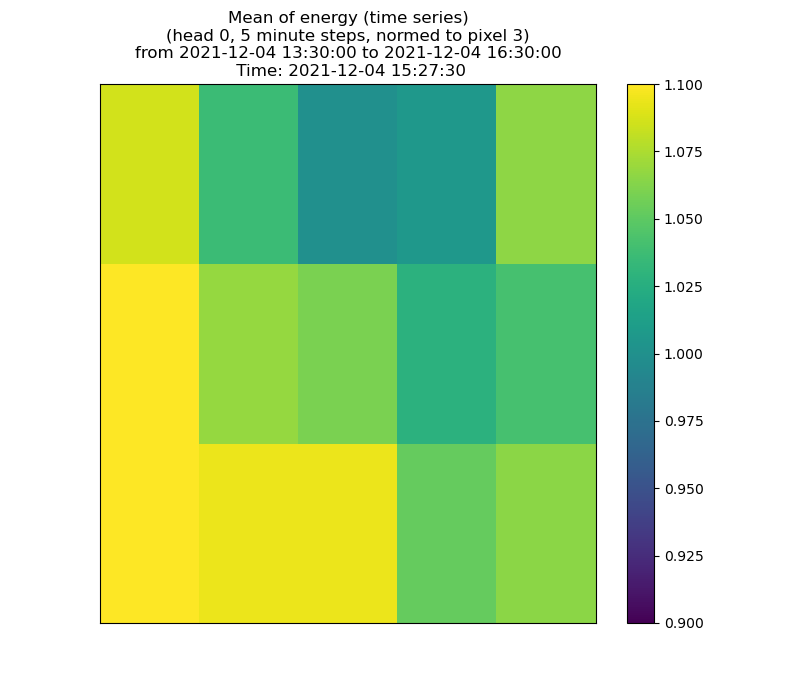 Mean of energy (time series)
(head 0, 5 minute steps, normed to pixel 3)
from 2021-12-04 13:30:00 to 2021-12-04 16:30:00
Time: 2021-12-04 15:27:30
1.100
1.075
1.050
1.025
1.000
0.975
0.950
0.925
0.900